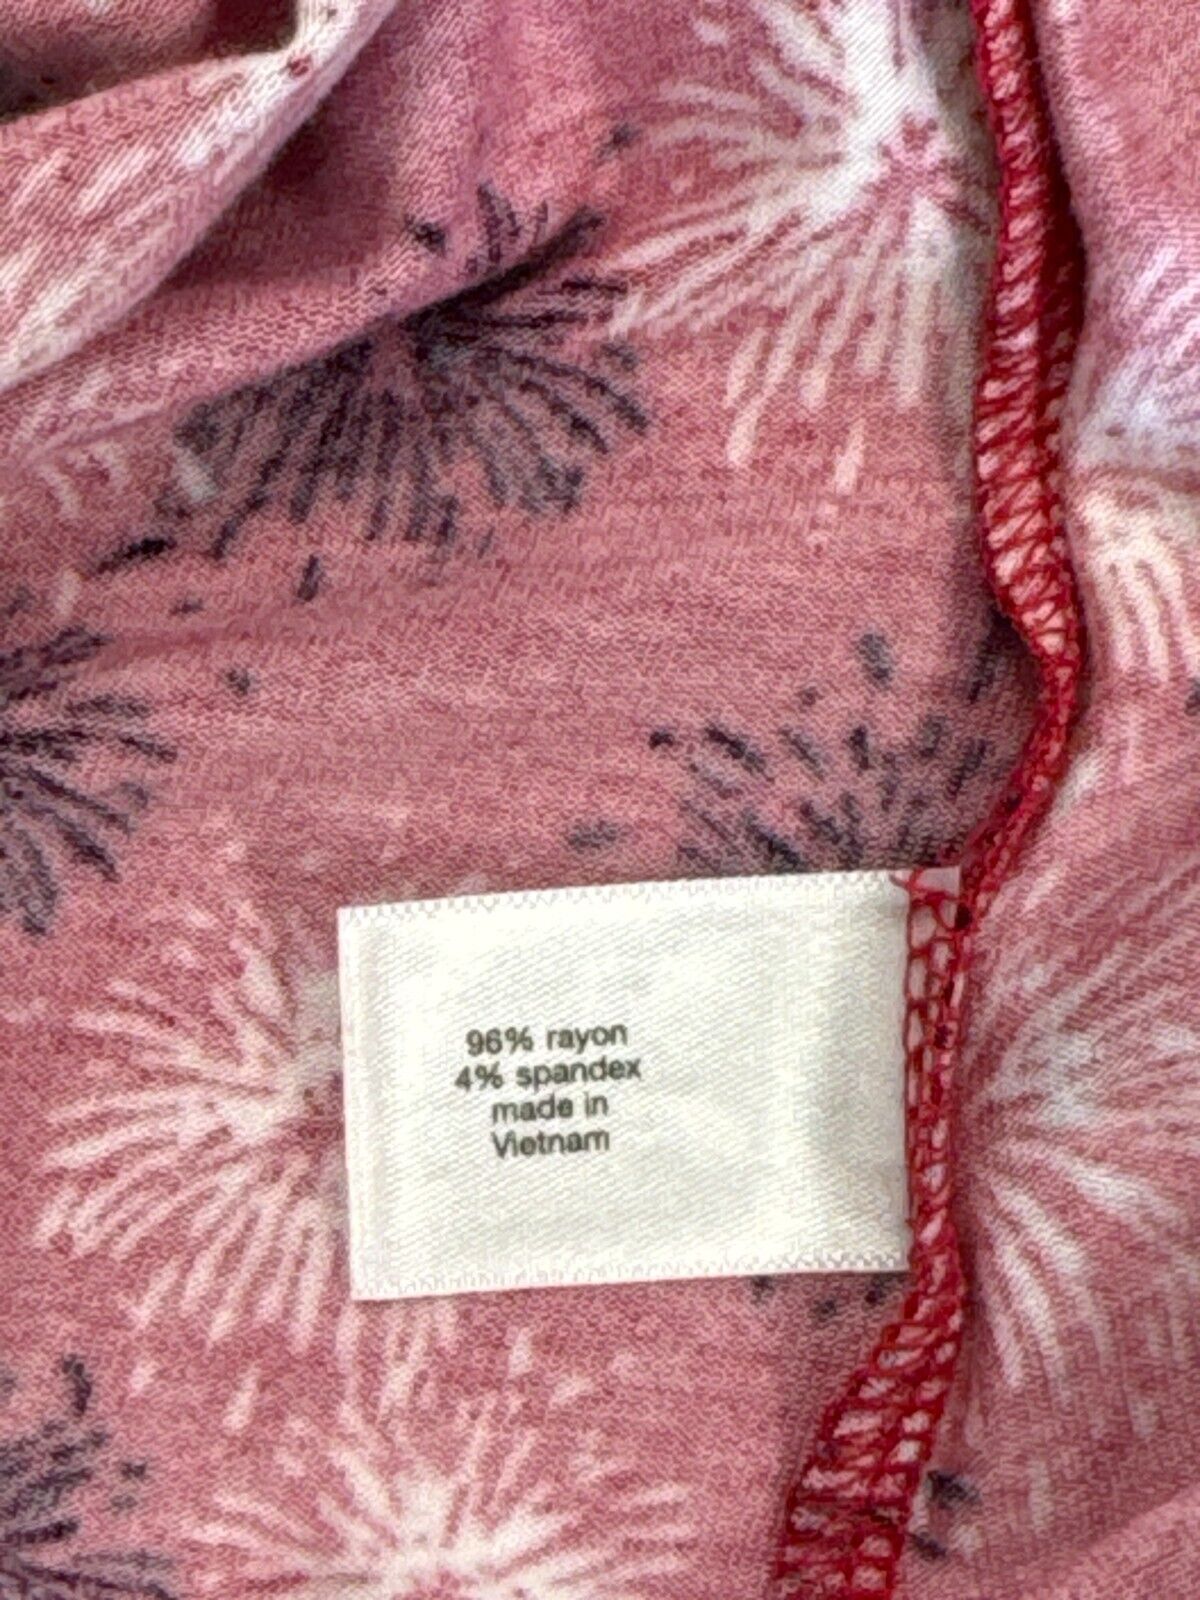 96% rayon
4% spandex
made in
Vietnam